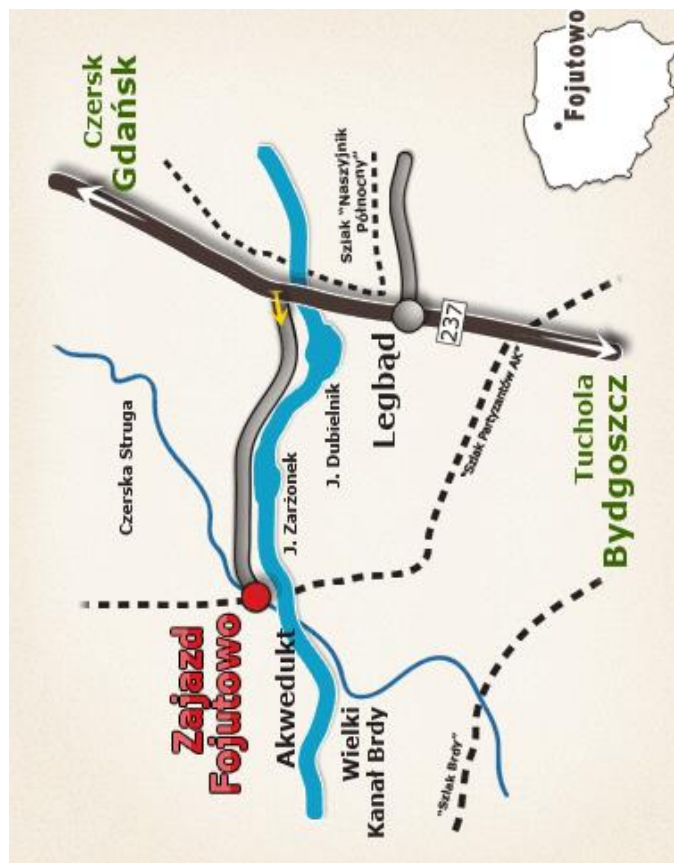 Czersk
Gdańsk
Czerska Struga
Zajazd
Fojutowo
Akwedukt
J. Zarżonek
J. Dubielnik
Szlak "Naszyjnik
Północny"
Wielki
Kanał Brdy
Legbąd
"Szlak Brdy"
237
"Szlak Partyzantów AK"
Fojutowo
Tuchola
Bydgoszcz